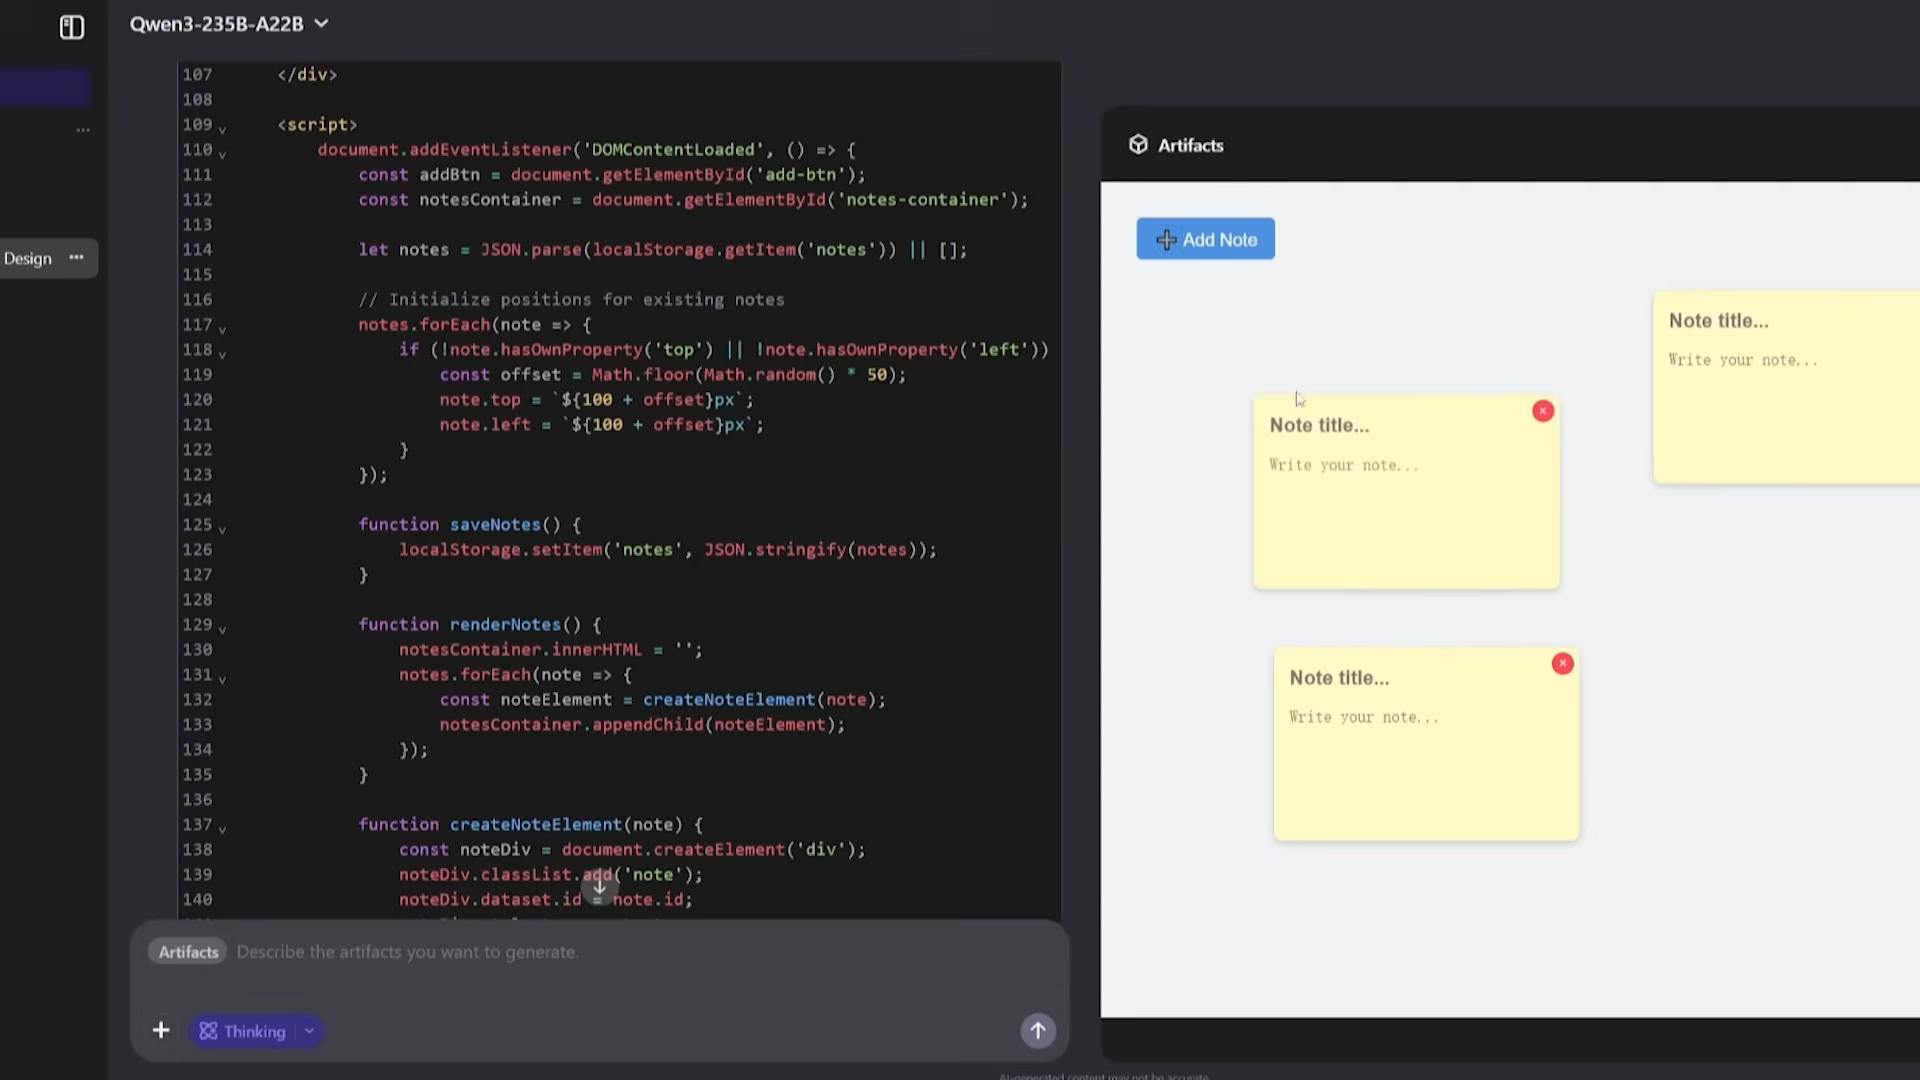 Qwen3-235B-A22B
Design
107 </div>
108
109 <script>
110 document.addEventListener('DOMContentLoaded', () => {
111 const addBtn = document.getElementById('add-btn');
112 const notesContainer = document.getElementById('notes-container');
113
114 let notes = JSON.parse(localStorage.getItem('notes')) || [];
115
116 // Initialize positions for existing notes
117 notes.forEach(note => {
118 if (!note.hasOwnProperty('top') || !note.hasOwnProperty('left'))
119 const offset = Math.floor(Math.random() * 50);
120 note.top = `${100 + offset}px`;
121 note.left = `${100 + offset}px`;
122 }
123 });
124
125 function saveNotes() {
126 localStorage.setItem('notes', JSON.stringify(notes));
127 }
128
129 function renderNotes() {
130 notesContainer.innerHTML = '';
131 notes.forEach(note => {
132 const noteElement = createNoteElement(note);
133 notesContainer.appendChild(noteElement);
134 });
135 }
136
137 function createNoteElement(note) {
138 const noteDiv = document.createElement('div');
139 noteDiv.classList.add('note');
140 noteDiv.dataset.id = note.id;
Artifacts Describe the artifacts you want to generate.
Thinking
Artifacts
Add Note
Note title...
Write your note...
Note title...
Write your note...
Note title...
Write your note...
AI-generated content may not be accurate.